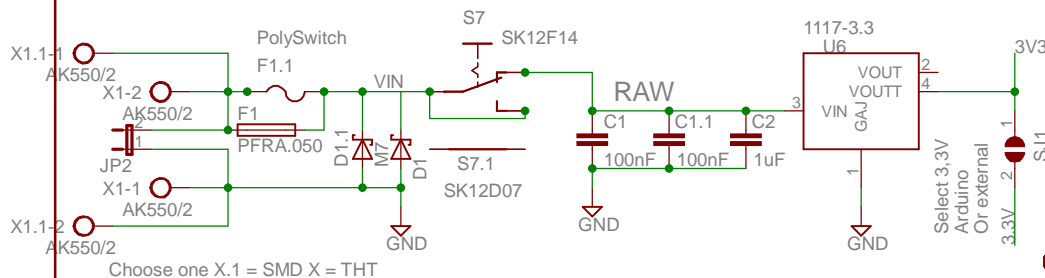 S7
SK12F14
PolySwitch
F1.1
X1.1-1
AK550/2
X1-2
AK550/2
F1
PFRA.050
2
1
JP2
X1-1
AK550/2
X1.1-2
AK550/2
VIN
D1.1
M7
D1
GND
S7.1
SK12D07
RAW
C1
100nF
C1.1
100nF
C2
1uF
GND
1117-3.3
U6
VOUT
VOUTT
VIN
GAJ
2
4
3
1
GND
3V3
1
SJ1
2
3.3V
Select 3,3V
Arduino
Or external
Choose one X.1 = SMD X = THT